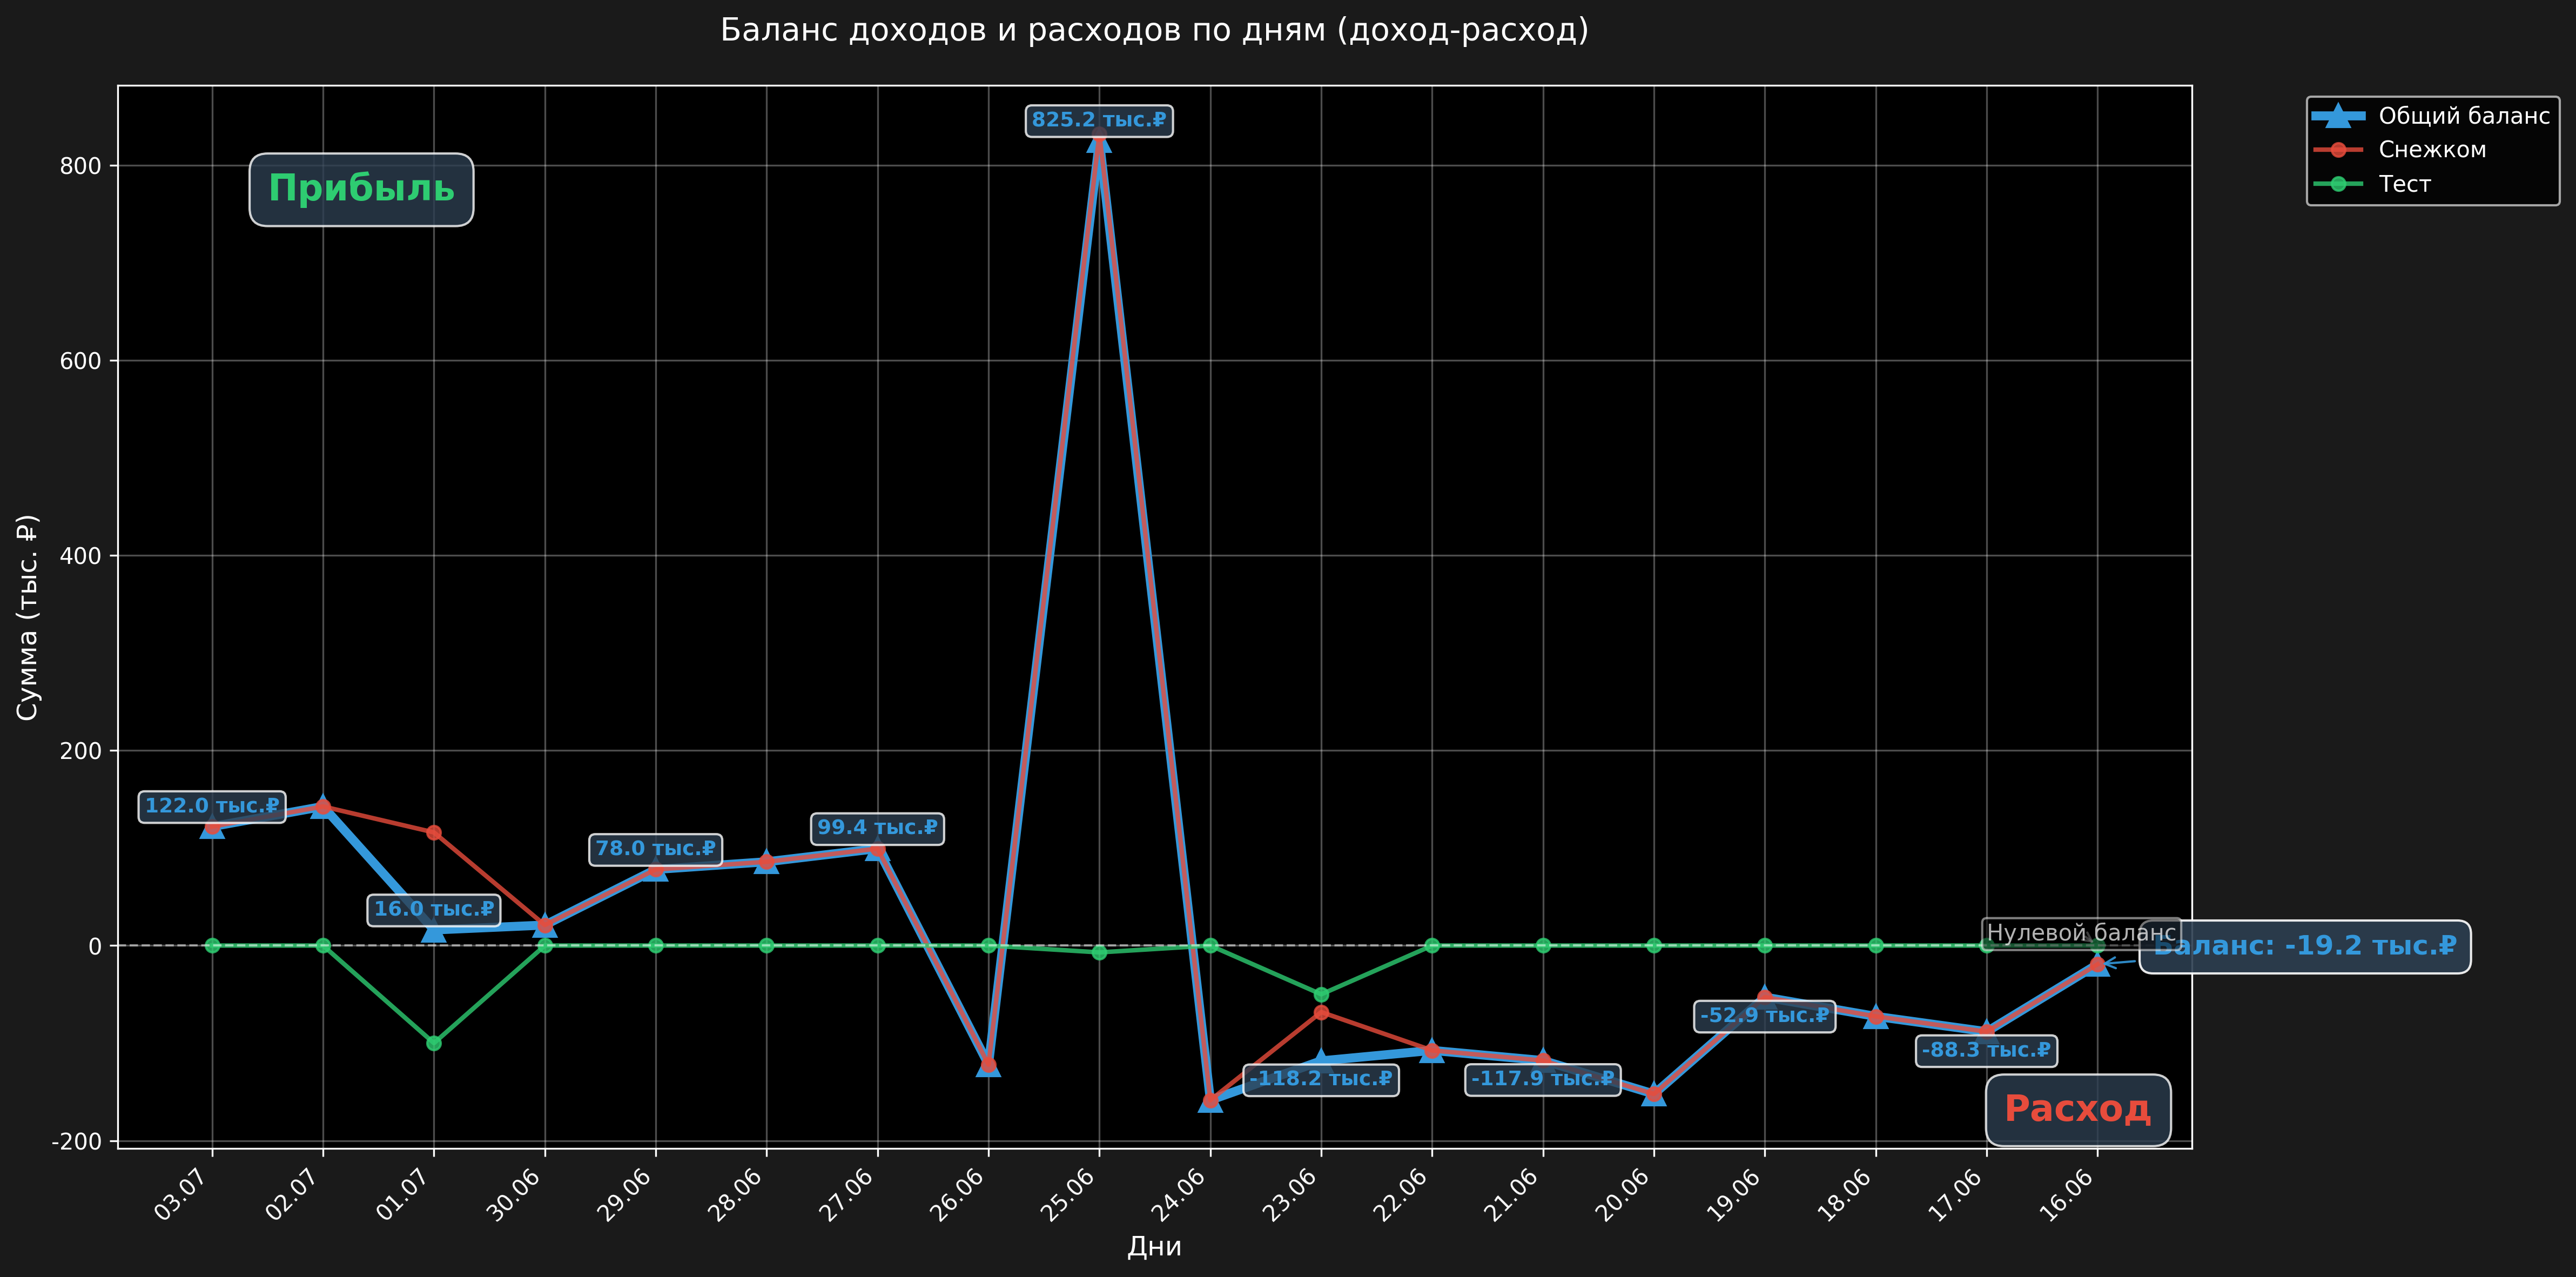 Баланс доходов и расходов по дням (доход-расход)
Общий баланс
Снежком
Тест
Прибыль
825.2 тыс.₽
122.0 тыс.₽
16.0 тыс.₽
78.0 тыс.₽
99.4 тыс.₽
-118.2 тыс.₽
-117.9 тыс.₽
-52.9 тыс.₽
-88.3 тыс.₽
Нулевой баланс
Баланс: -19.2 тыс.₽
Расход
Сумма (тыс. ₽)
800
600
400
200
0
-200
03.07
02.07
01.07
30.06
29.06
28.06
27.06
26.06
25.06
24.06
23.06
22.06
21.06
20.06
19.06
18.06
17.06
16.06
Дни